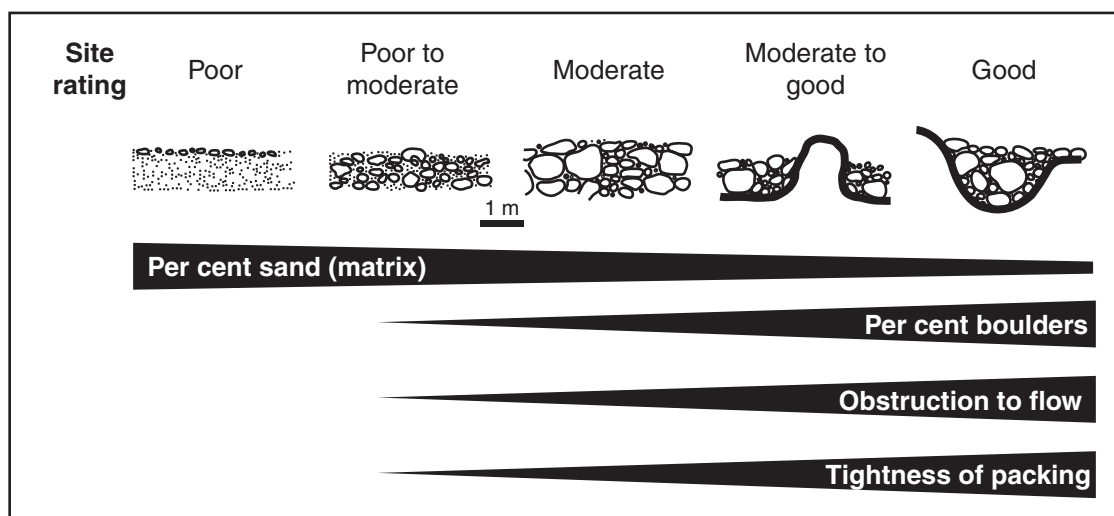 Site
rating
Poor
Poor to
moderate
Moderate
Moderate to
good
Good
1 m
Per cent sand (matrix)
Per cent boulders
Obstruction to flow
Tightness of packing